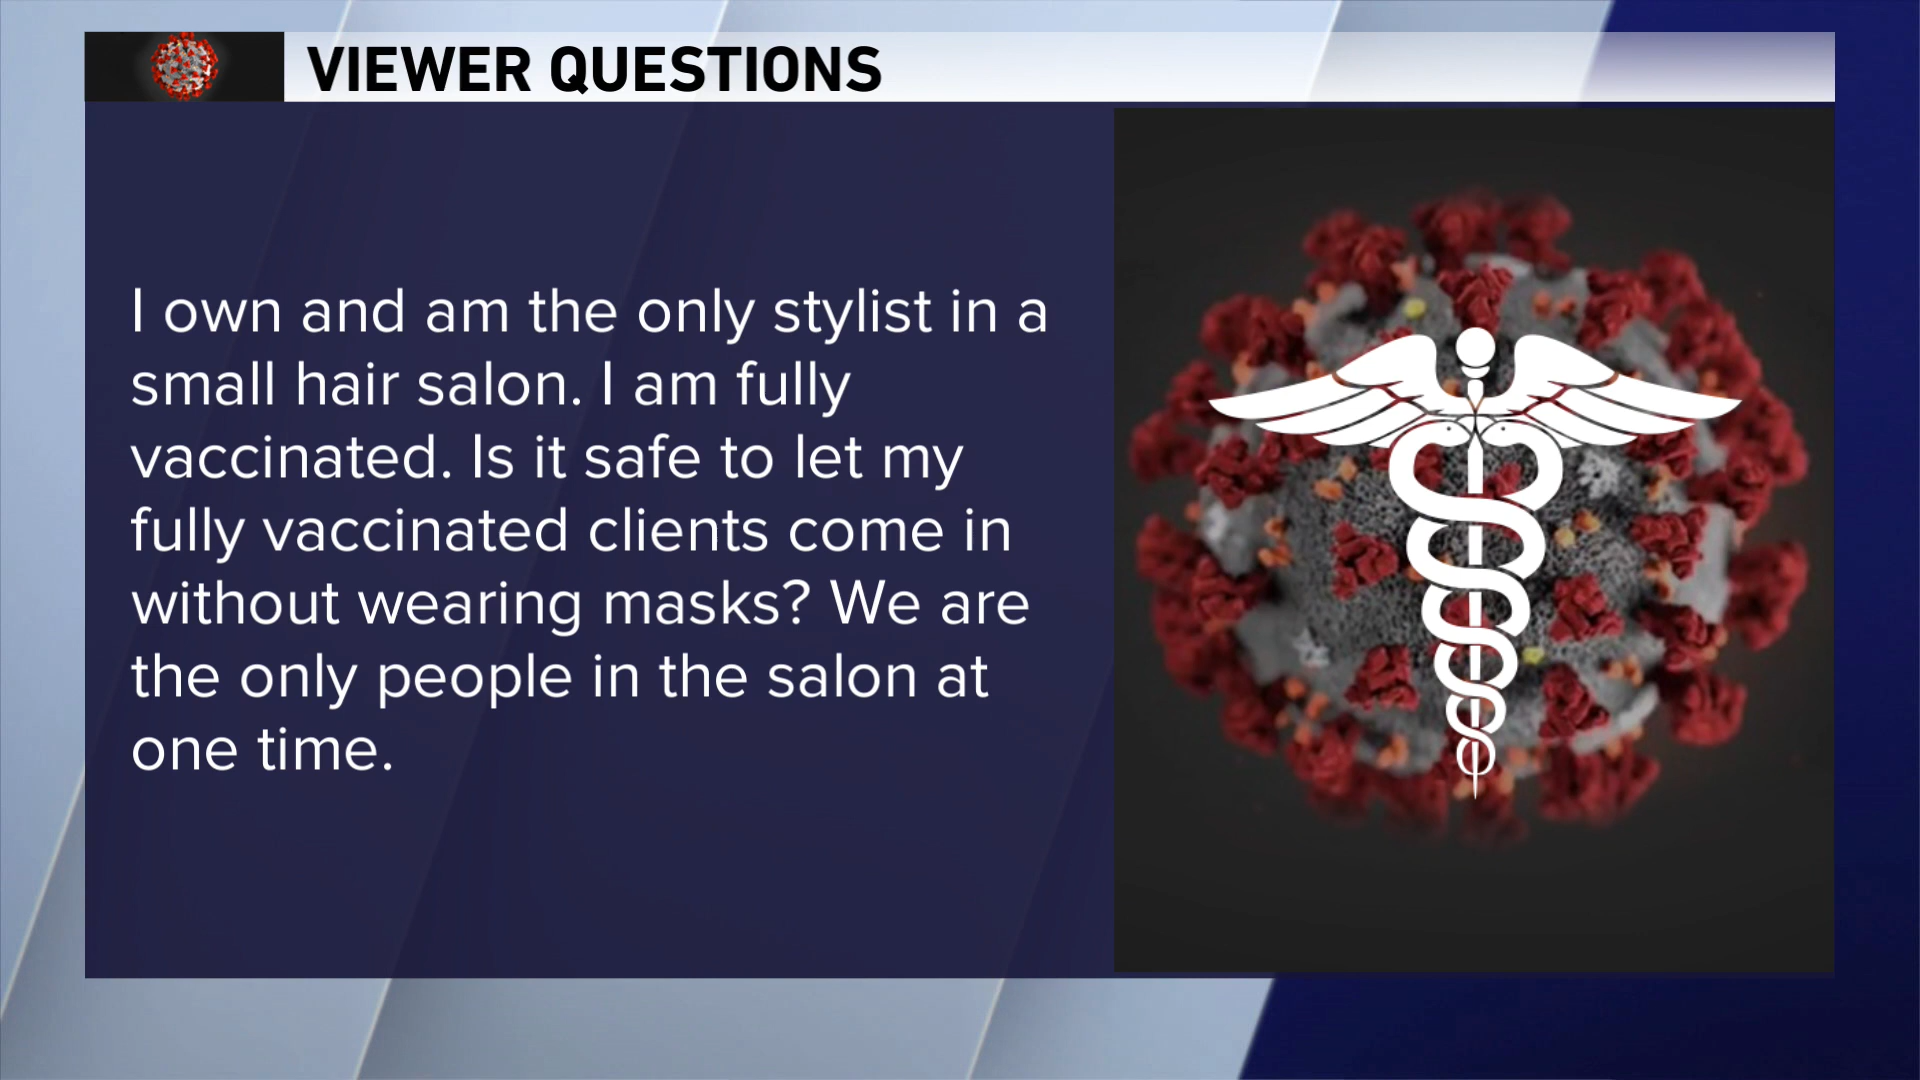 VIEWER QUESTIONS
I own and am the only stylist in a
small hair salon. I am fully
vaccinated. Is it safe to let my
fully vaccinated clients come in
without wearing masks? We are
the only people in the salon at
one time.